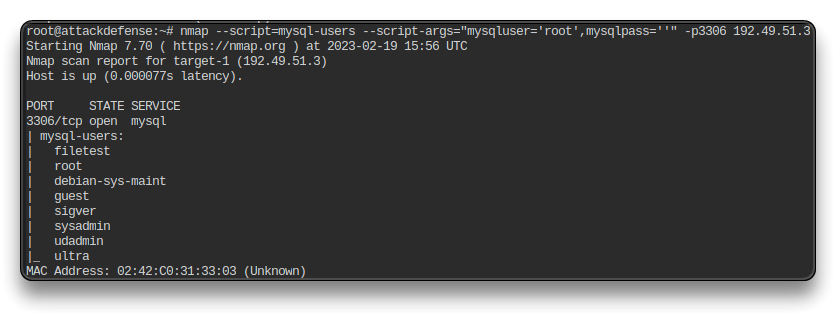 root@attackdefense:~# nmap --script=mysql-users --script-args="mysqluser='root',mysqlpass=''" -p3306 192.49.51.3
Starting Nmap 7.70 ( https://nmap.org ) at 2023-02-19 15:56 UTC
Nmap scan report for target-1 (192.49.51.3)
Host is up (0.000077s latency).
PORT     STATE SERVICE
3306/tcp open  mysql
| mysql-users:
|   filetest
|   root
|   debian-sys-maint
|   guest
|   sigver
|   sysadmin
|   udadmin
|_  ultra
MAC Address: 02:42:C0:31:33:03 (Unknown)